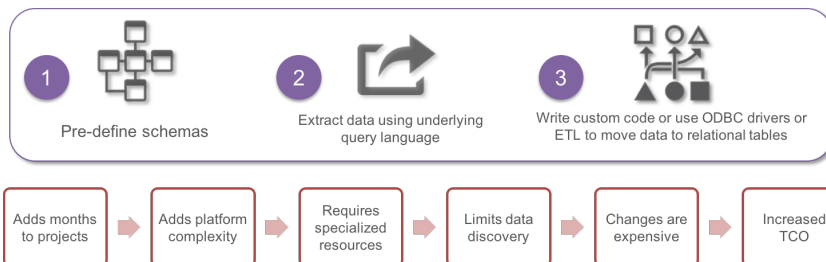 1
Pre-define schemas
2
Extract data using underlying
query language
3
Write custom code or use ODBC drivers or
ETL to move data to relational tables
Adds months
to projects
Adds platform
complexity
Requires
specialized
resources
Limits data
discovery
Changes are
expensive
Increased
TCO